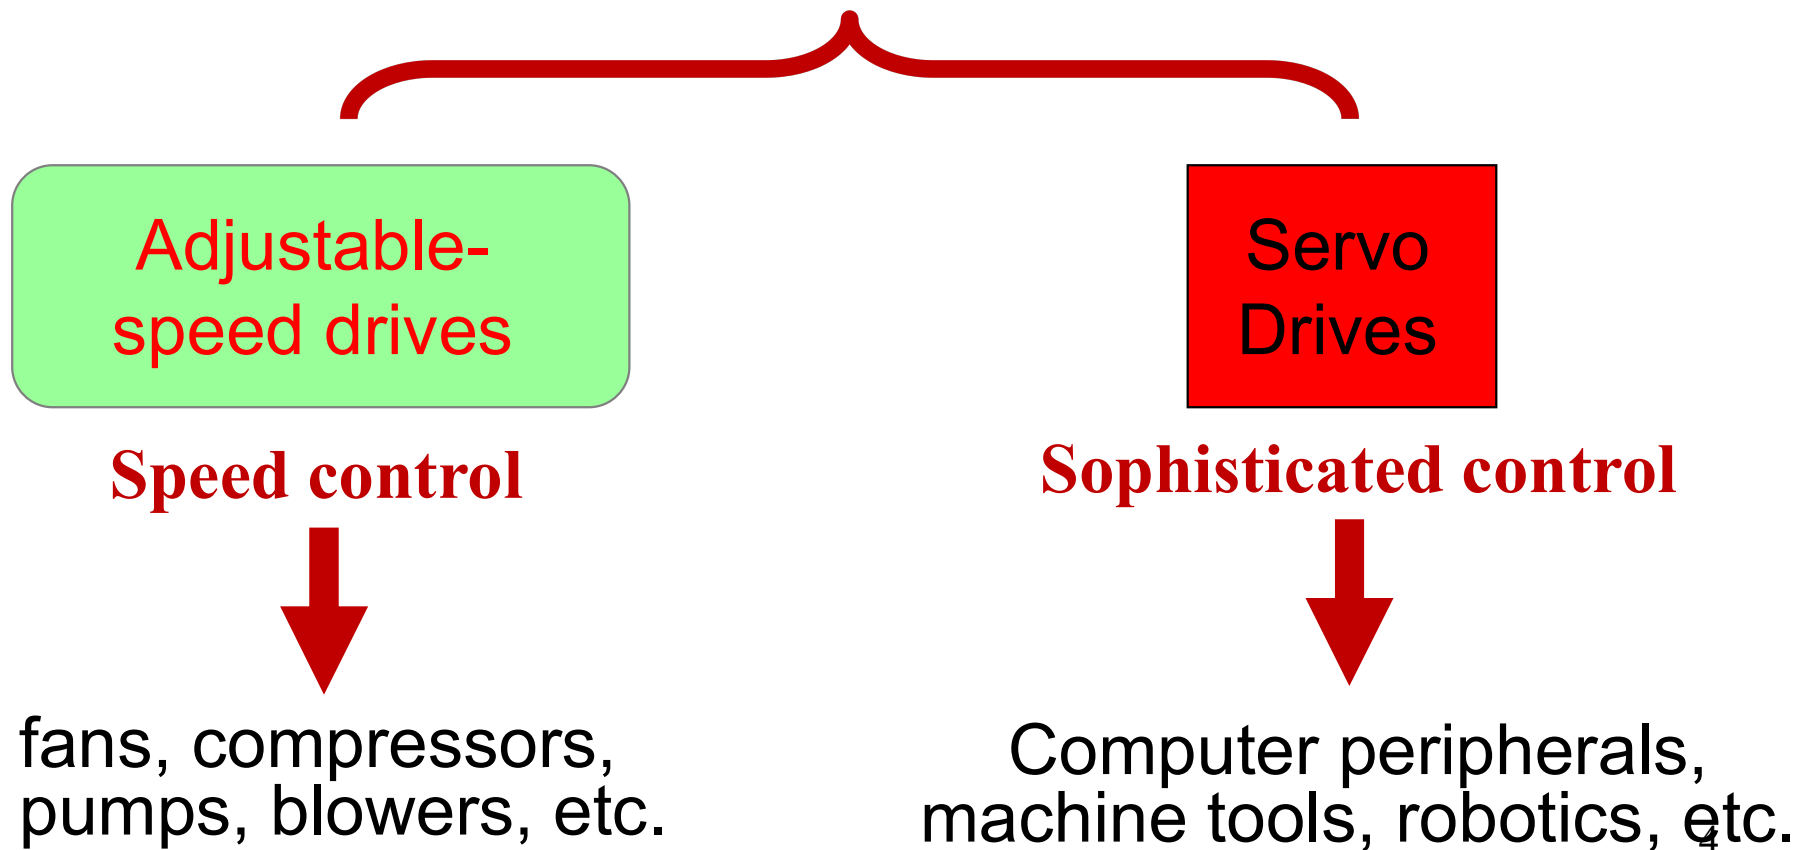 Adjustable-
speed drives
Servo
Drives
Speed control
Sophisticated control
fans, compressors,
pumps, blowers, etc.
Computer peripherals,
machine tools, robotics, etc.
4